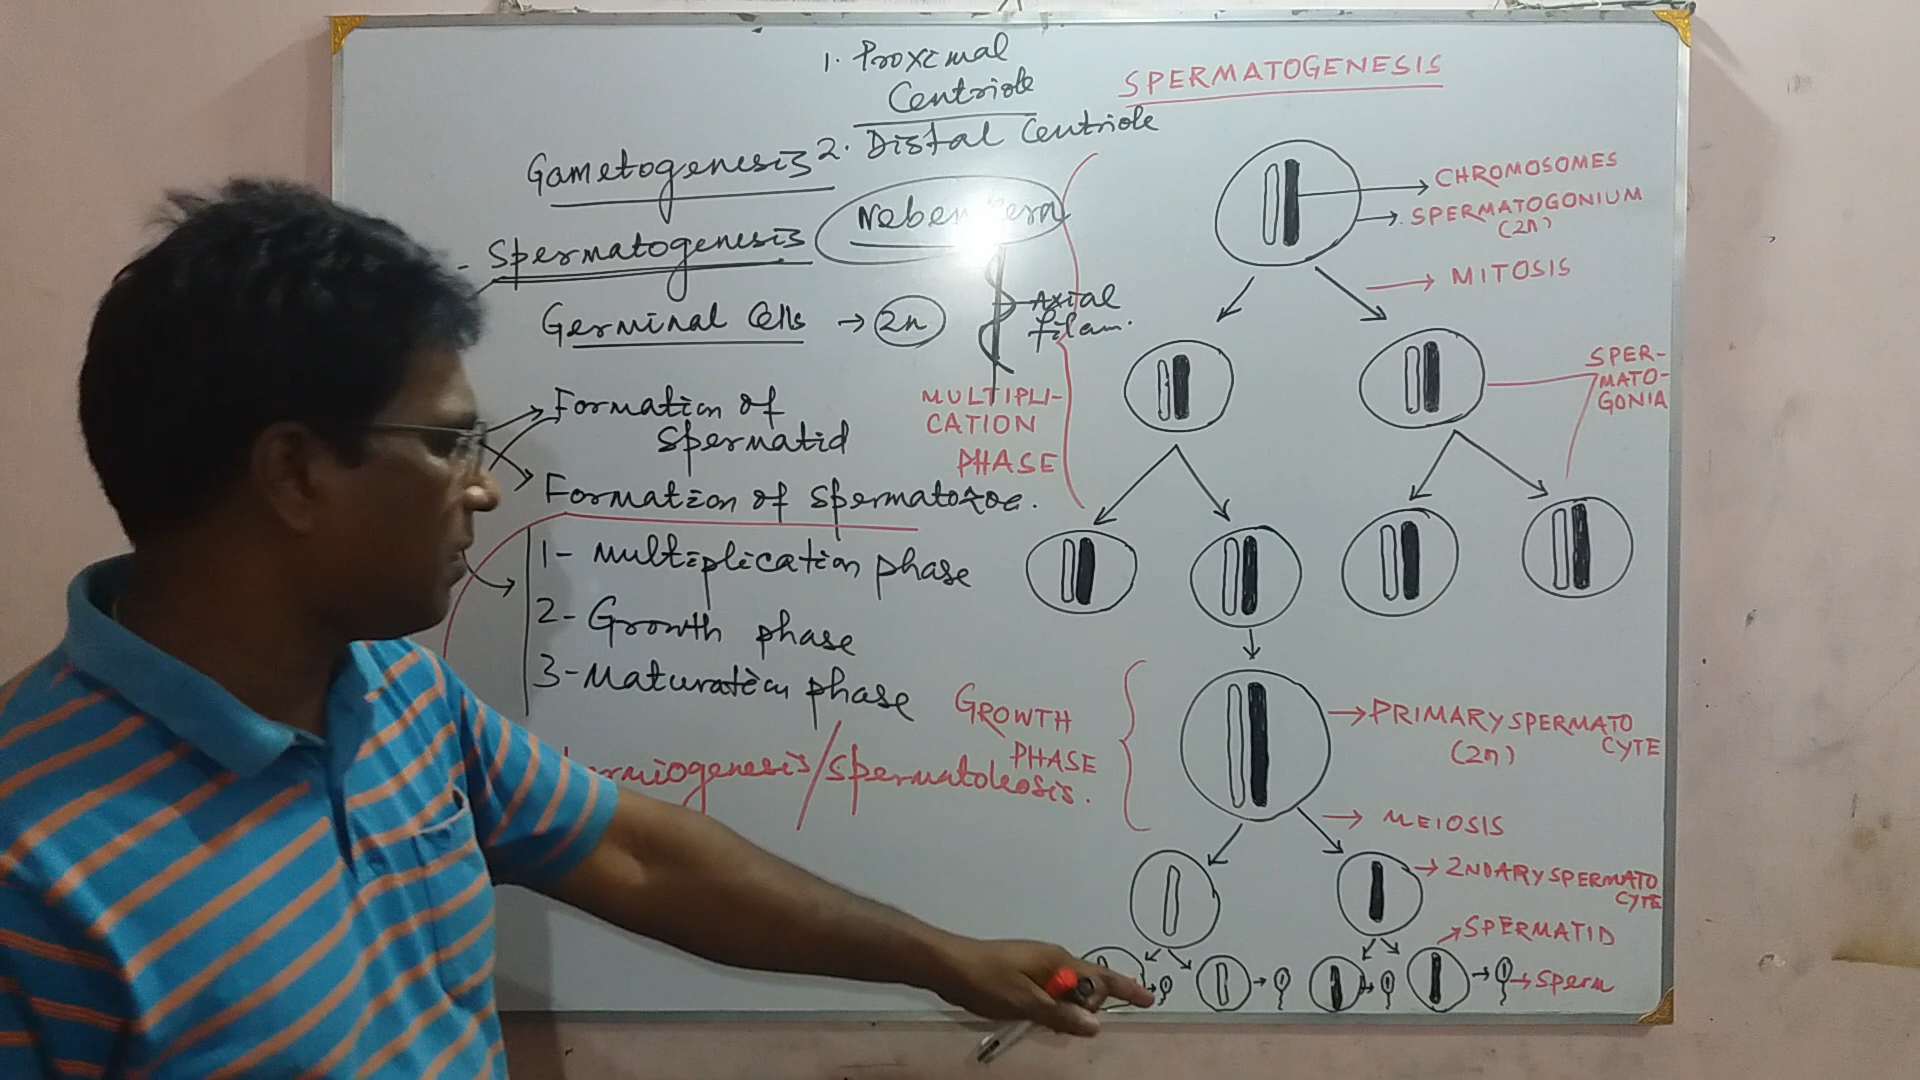 1. Proximal
Centriole
2. Distal Centriole
Gametogenesis
- Spermatogenesis
Germinal Cells → 2n
Axial
filam.
Formation of
Spermatid
Formation of Spermatozoa.
1- Multiplication phase
2- Growth phase
3- Maturation phase
SPERMATOGENESIS
CHROMOSOMES
SPERMATOGONIUM
(2n)
MITOSIS
SPER-
MATO-
GONIA
MULTIPLI-
CATION
PHASE
GROWTH
PHASE
PRIMARY SPERMATO
CYTE
(2n)
MEIOSIS
2NDARY SPERMATO
CYTE
SPERMATID
Sperm